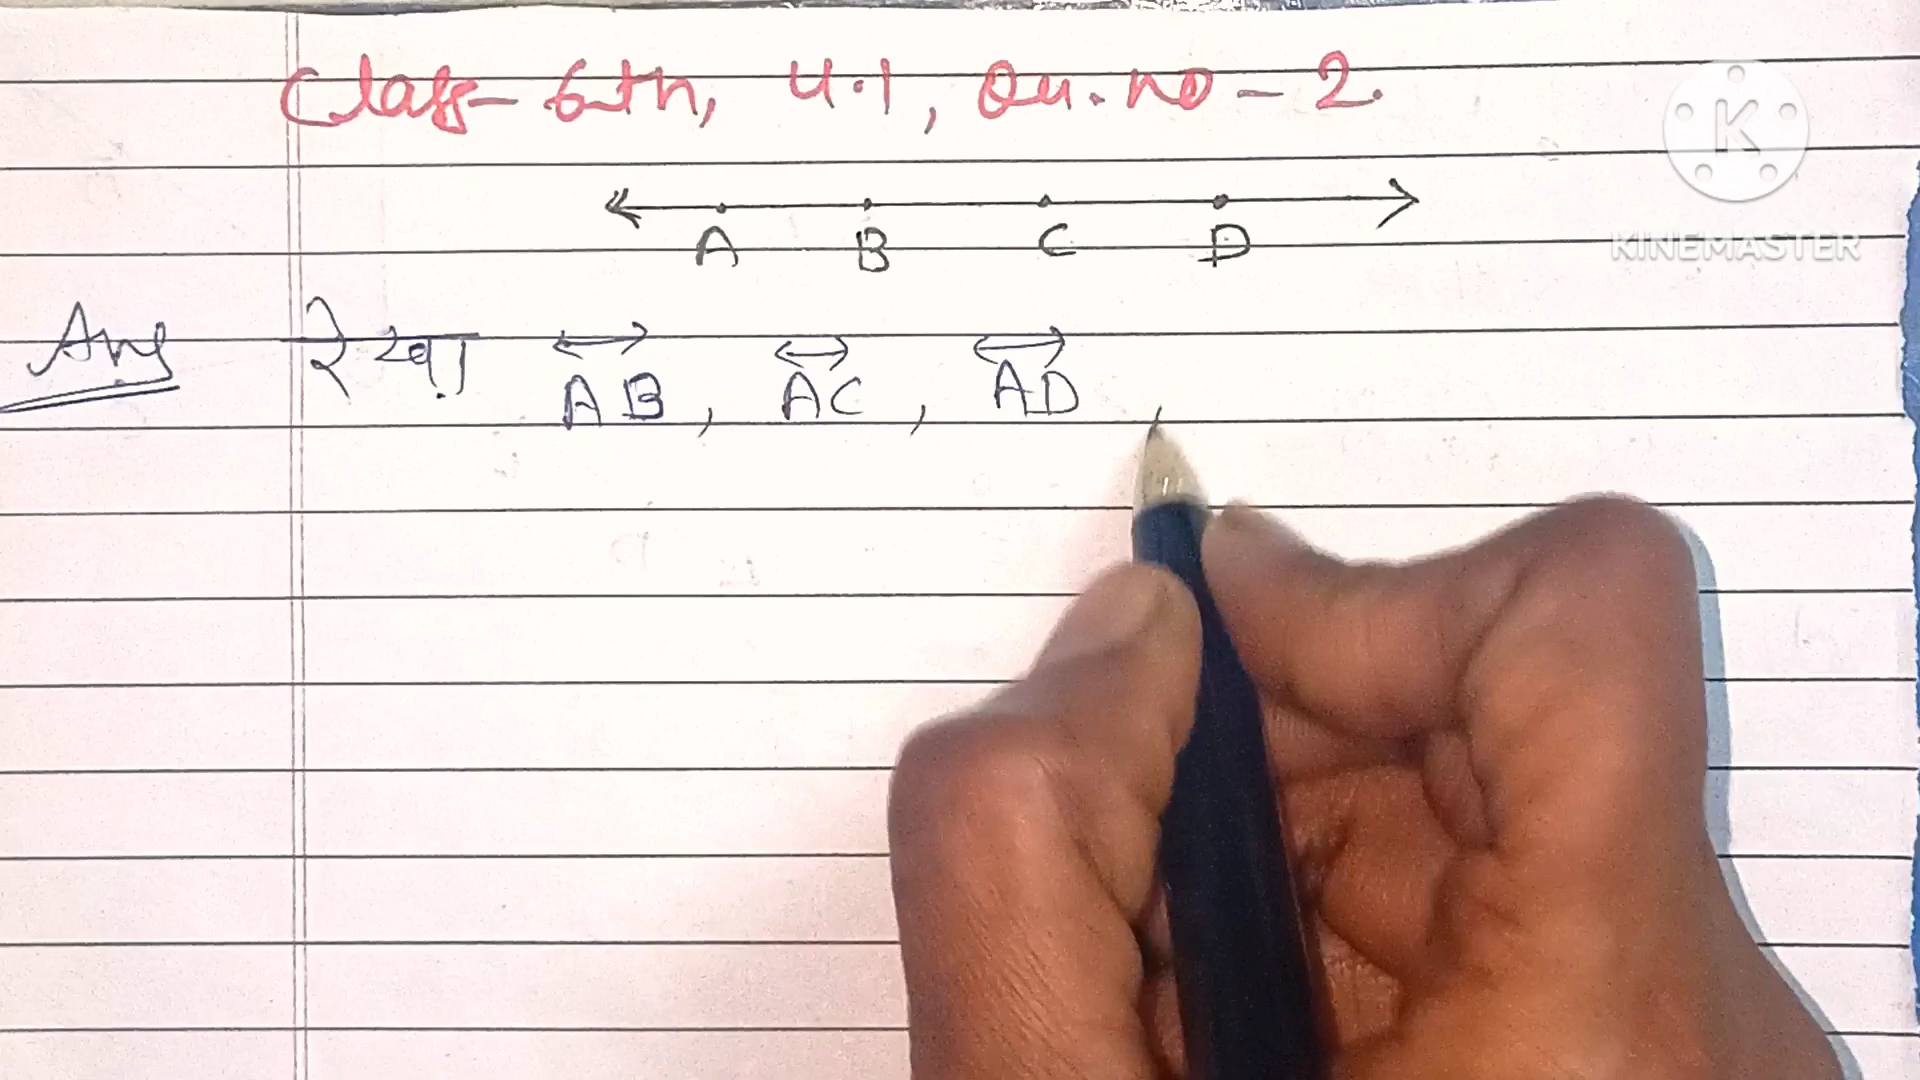 Class-6th, 4.1, Qu.no-2.
K
KINEMASTER
A B C D
Ans रेखा AB, AC, AD,